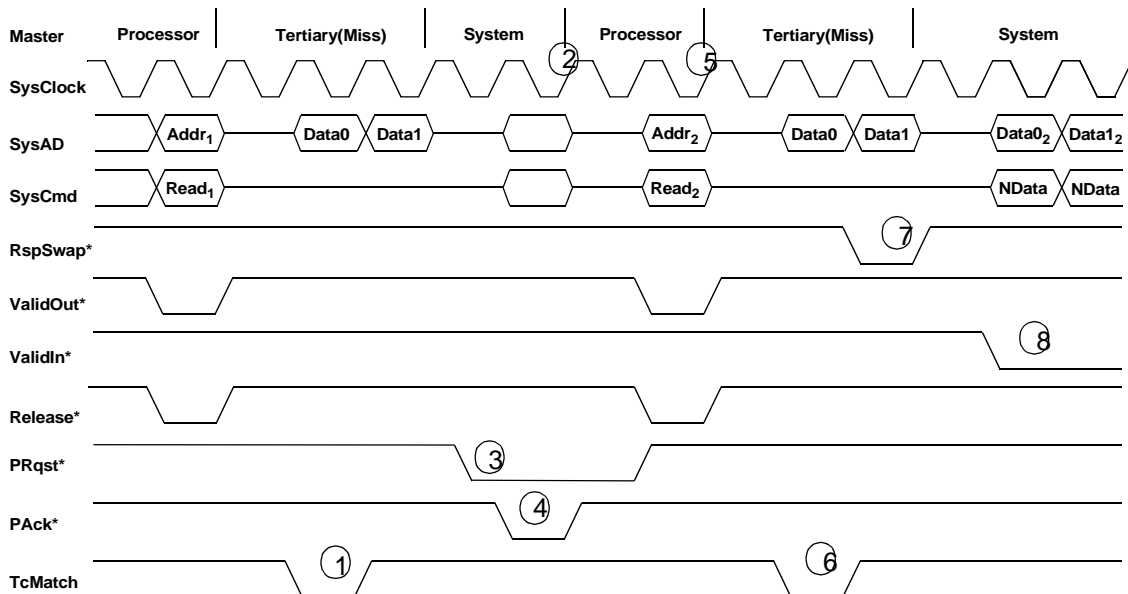 Master Processor Tertiary(Miss) System Processor Tertiary(Miss) System
2 5
SysClock
SysAD Addr1 Data0 Data1 Addr2 Data0 Data1 Data02 Data12
SysCmd Read1 Read2 NData NData
RspSwap* 7
ValidOut*
ValidIn* 8
Release*
PRqst* 3
PAck* 4
TcMatch 1 6